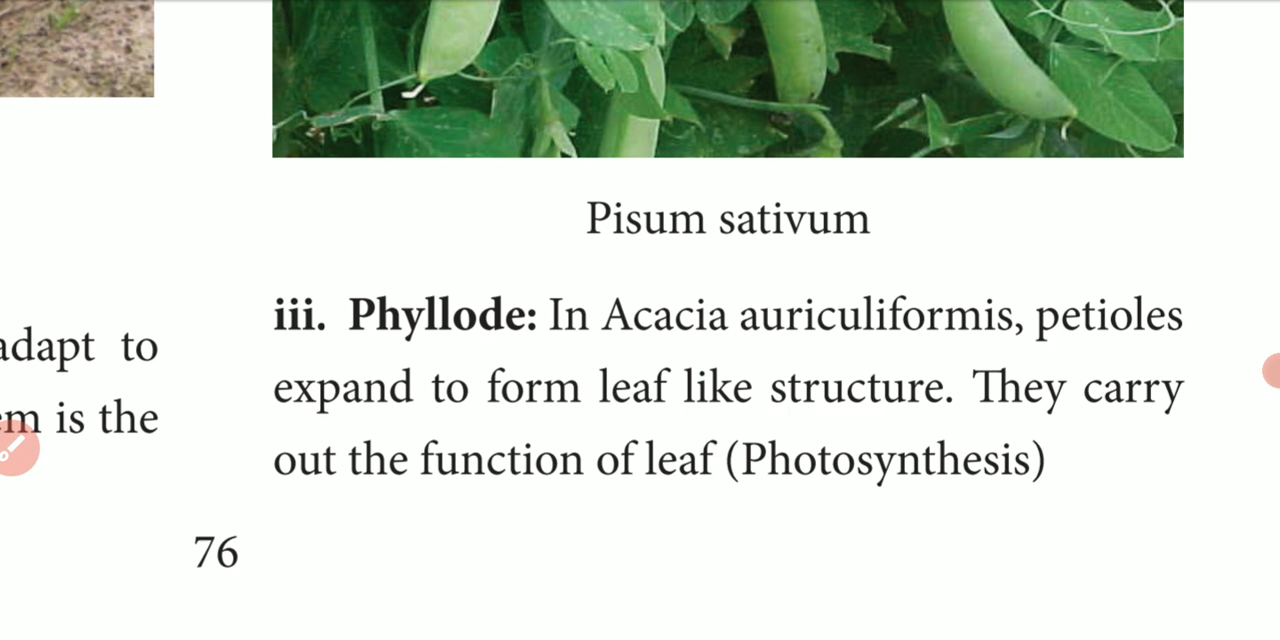 adapt to
is the
Pisum sativum
iii. Phyllode: In Acacia auriculiformis, petioles
expand to form leaf like structure. They carry
out the function of leaf (Photosynthesis)
76